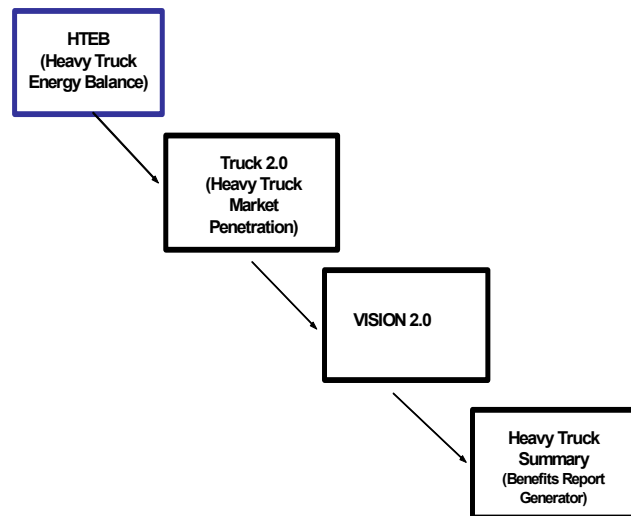 HTEB
(Heavy Truck
Energy Balance)
Truck 2.0
(Heavy Truck
Market
Penetration)
VISION 2.0
Heavy Truck
Summary
(Benefits Report
Generator)